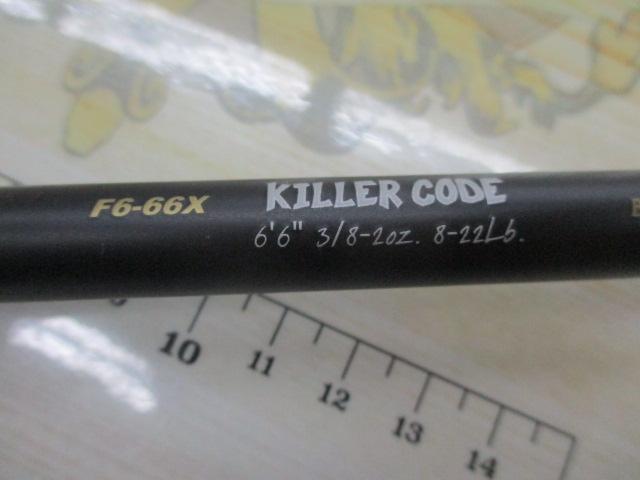 F6-66X KILLER CODE
6'6" 3/8-2oz. 8-22Lb.
10 11 12 13 14